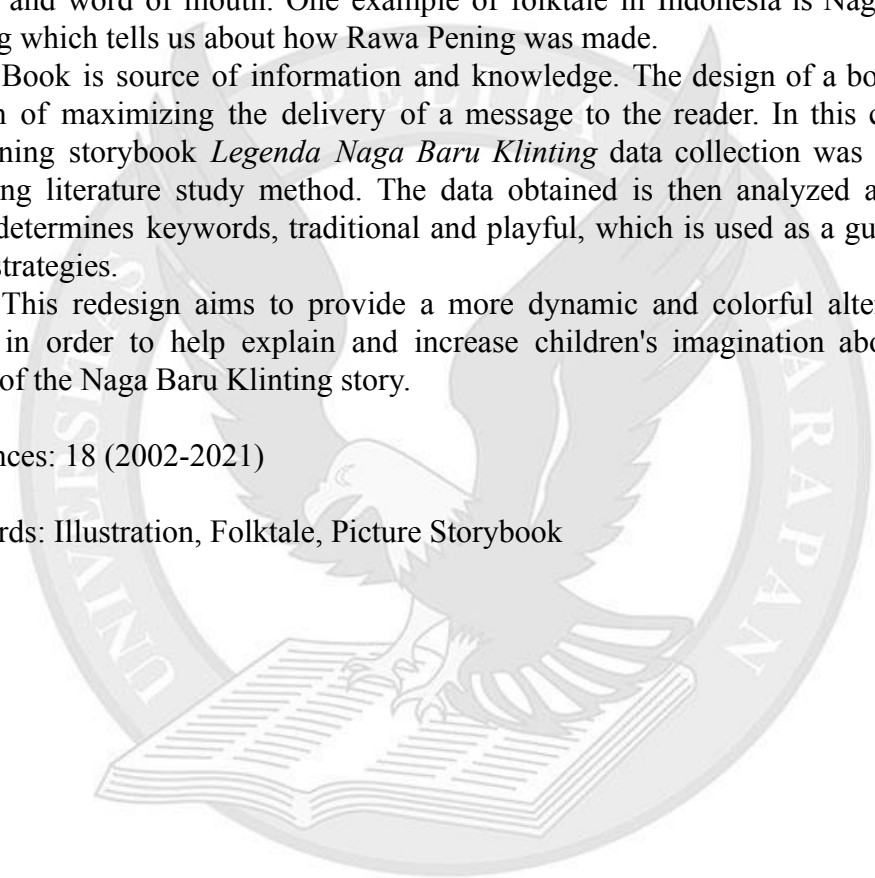 and word of mouth. One example of folktale in Indonesia is Nag
g which tells us about how Rawa Pening was made.
Book is source of information and knowledge. The design of a bo
n of maximizing the delivery of a message to the reader. In this c
ning storybook Legenda Naga Baru Klinting data collection was
ng literature study method. The data obtained is then analyzed a
determines keywords, traditional and playful, which is used as a gu
strategies.
This redesign aims to provide a more dynamic and colorful alter
in order to help explain and increase children's imagination abo
of the Naga Baru Klinting story.
nces: 18 (2002-2021)
rds: Illustration, Folktale, Picture Storybook
UNIVERSITAS PELITA HARAPAN